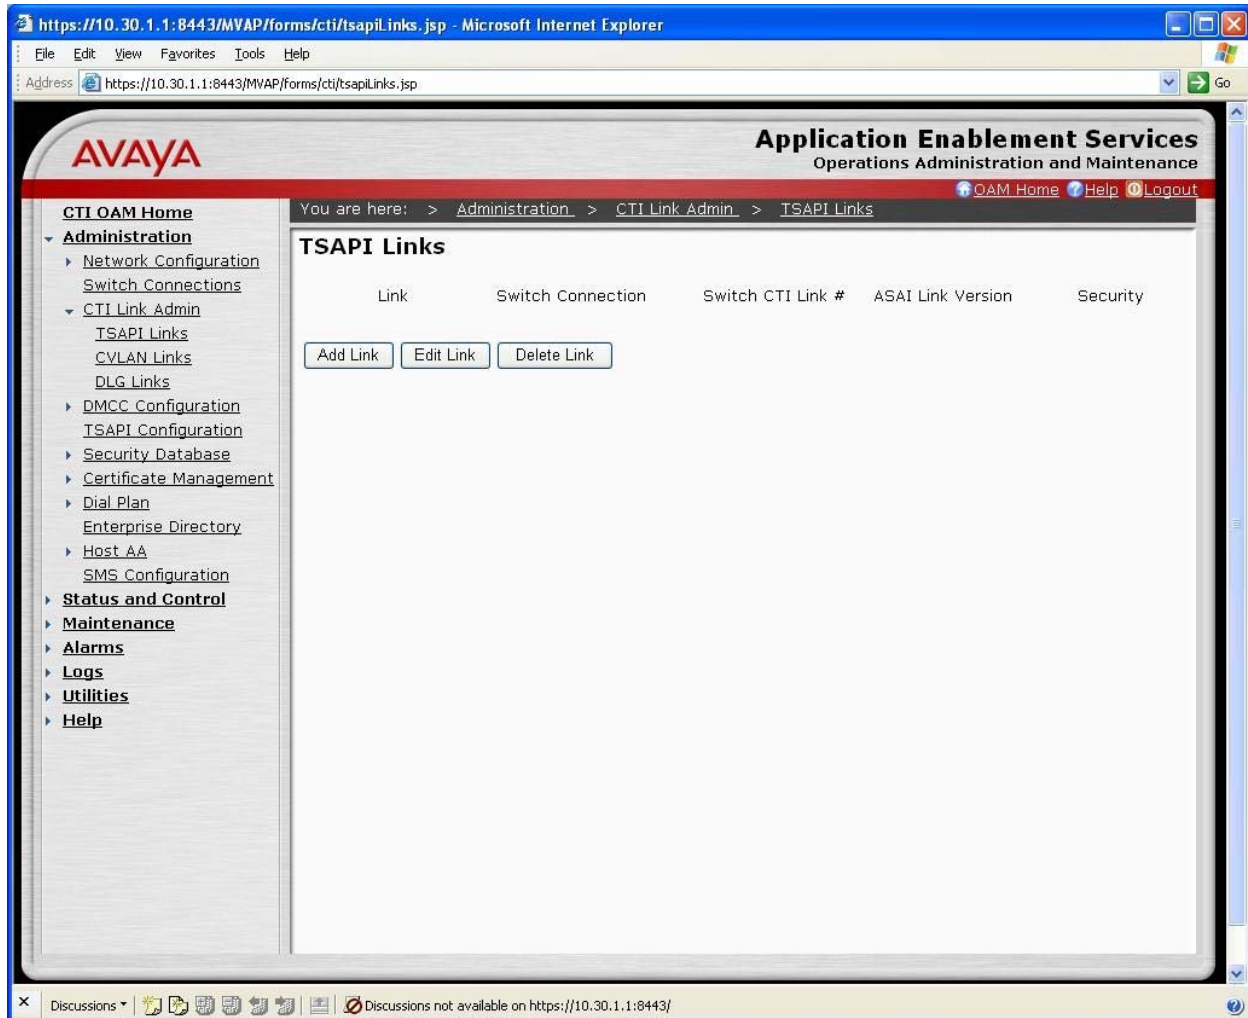 https://10.30.1.1:8443/MVAP/forms/cti/tsapiLinks.jsp - Microsoft Internet Explorer
File Edit View Favorites Tools Help
Address https://10.30.1.1:8443/MVAP/forms/cti/tsapiLinks.jsp Go
AVAYA
Application Enablement Services
Operations Administration and Maintenance
OAM Home Help Logout
You are here: > Administration > CTI Link Admin > TSAPI Links
CTI OAM Home
Administration
Network Configuration
Switch Connections
CTI Link Admin
TSAPI Links
CVLAN Links
DLG Links
DMCC Configuration
TSAPI Configuration
Security Database
Certificate Management
Dial Plan
Enterprise Directory
Host AA
SMS Configuration
Status and Control
Maintenance
Alarms
Logs
Utilities
Help
TSAPI Links
Link Switch Connection Switch CTI Link # ASAI Link Version Security
Add Link Edit Link Delete Link
Discussions Discussions not available on https://10.30.1.1:8443/